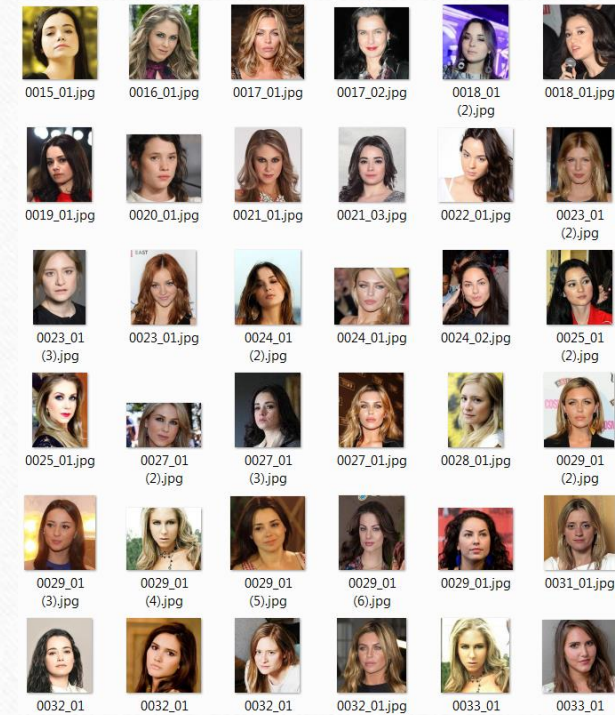 0015_01.jpg 0016_01.jpg 0017_01.jpg 0017_02.jpg 0018_01 0018_01.jpg
(2).jpg
0019_01.jpg 0020_01.jpg 0021_01.jpg 0021_03.jpg 0022_01.jpg 0023_01
(2).jpg
EAST
0023_01 0023_01.jpg 0024_01 0024_01.jpg 0024_02.jpg 0025_01
(3).jpg (2).jpg (2).jpg
0025_01.jpg 0027_01 0027_01 0027_01.jpg 0028_01.jpg 0029_01
(2).jpg (3).jpg (2).jpg
0029_01 0029_01 0029_01 0029_01 0029_01.jpg 0031_01.jpg
(3).jpg (4).jpg (5).jpg (6).jpg
0032_01 0032_01 0032_01 0032_01.jpg 0033_01 0033_01